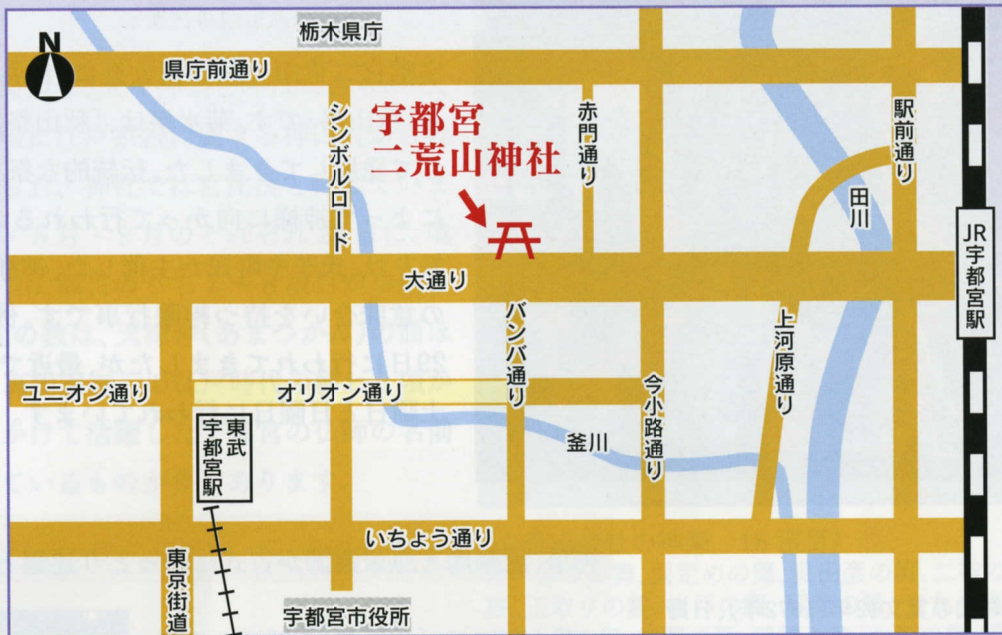 栃木県庁
N
県庁前通り
シンボルロード
宇都宮
二荒山神社
赤門通り
駅前通り
田川
JR宇都宮駅
大通り
バンバ通り
上河原通り
ユニオン通り
オリオン通り
今小路通り
釜川
東武
宇都宮駅
いちょう通り
東京街道
宇都宮市役所